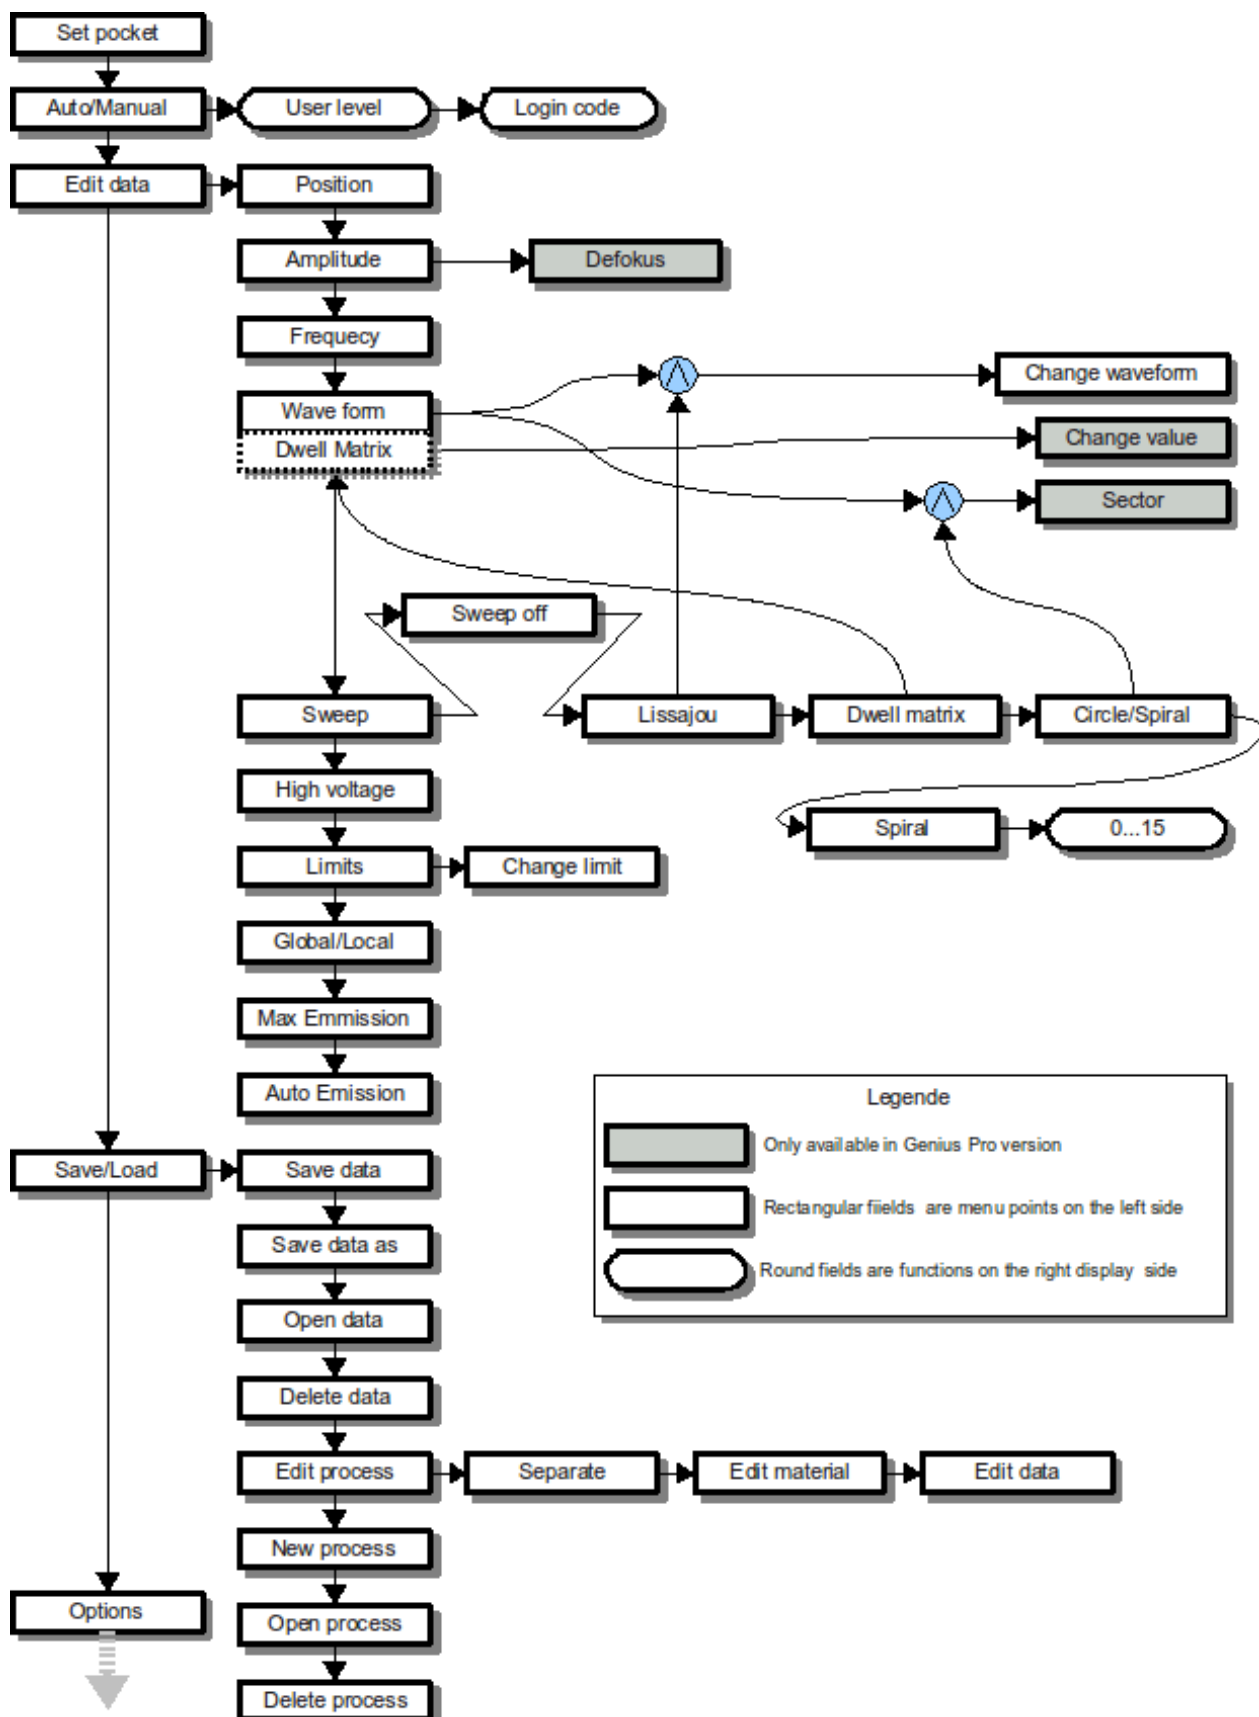 Set pocket
Auto/Manual
User level
Login code
Edit data
Position
Amplitude
Defokus
Frequecy
Wave form
Change waveform
Dwell Matrix
Change value
Sector
Sweep off
Sweep
Lissajou
Dwell matrix
Circle/Spiral
High voltage
Spiral
0...15
Limits
Change limit
Global/Local
Max Emmission
Auto Emission
Legende
Only available in Genius Pro version
Rectangular fiields are menu points on the left side
Round fields are functions on the right display side
Save/Load
Save data
Save data as
Open data
Delete data
Edit process
Separate
Edit material
Edit data
New process
Options
Open process
Delete process